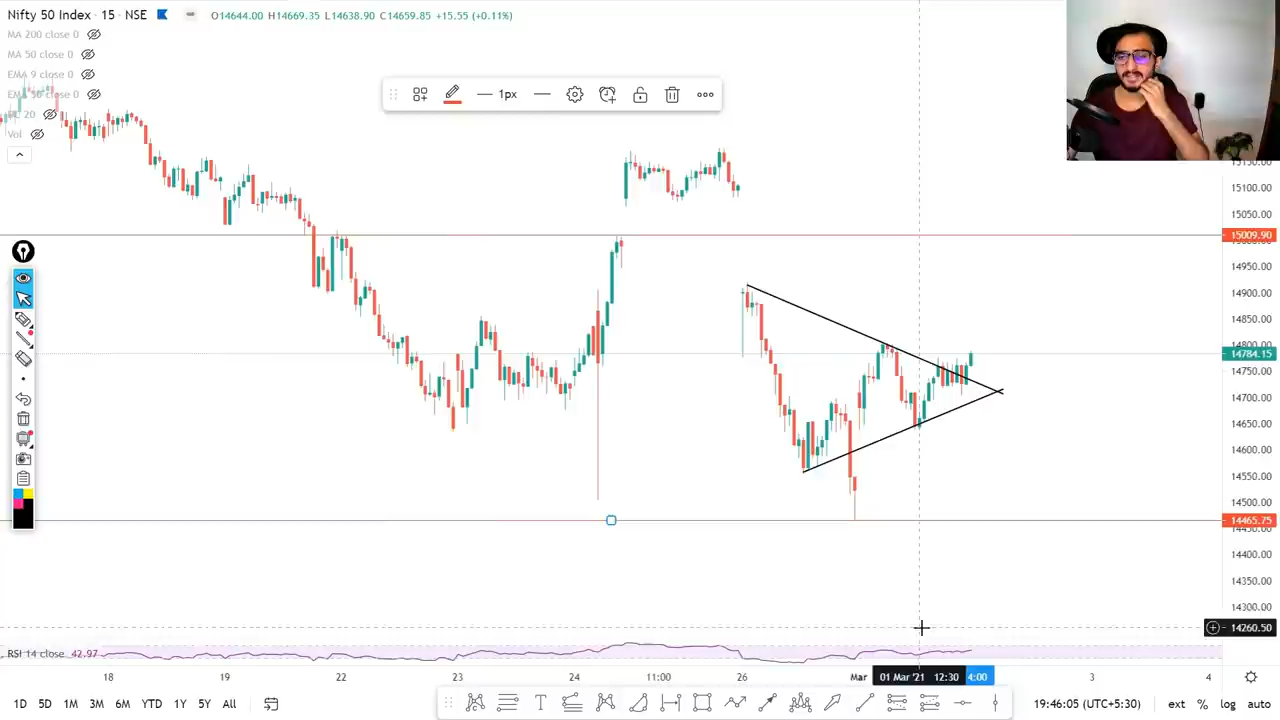 Nifty 50 Index • 15 • NSE O14644.00 H14669.35 L14638.90 C14659.85 +15.55 (+0.11%)
MA 200 close 0
MA 50 close 0
EMA 9 close 0
Vol
1px
15100.00
15050.00
15009.90
14950.00
14900.00
14850.00
14784.15
14750.00
14700.00
14650.00
14600.00
14550.00
14500.00
14465.75
14400.00
14350.00
14300.00
14260.50
RSI 14 close 42.97
18 19 22 23 24 11:00 26 Mar 01 Mar '21 12:30 4:00 3 4
1D 5D 1M 3M 6M YTD 1Y 5Y All
19:46:05 (UTC+5:30) ext % log auto